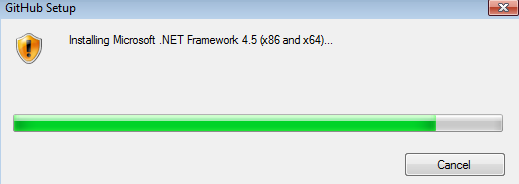 GitHub Setup
Installing Microsoft .NET Framework 4.5 (x86 and x64)...
Cancel